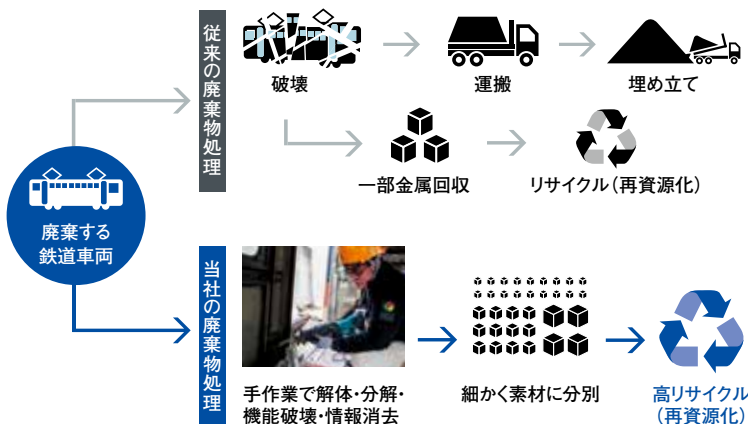 廃棄する
鉄道車両
従来の廃棄物処理
破壊
運搬
埋め立て
一部金属回収
リサイクル(再資源化)
当社の廃棄物処理
手作業で解体・分解・
機能破壊・情報消去
細かく素材に分別
高リサイクル
(再資源化)